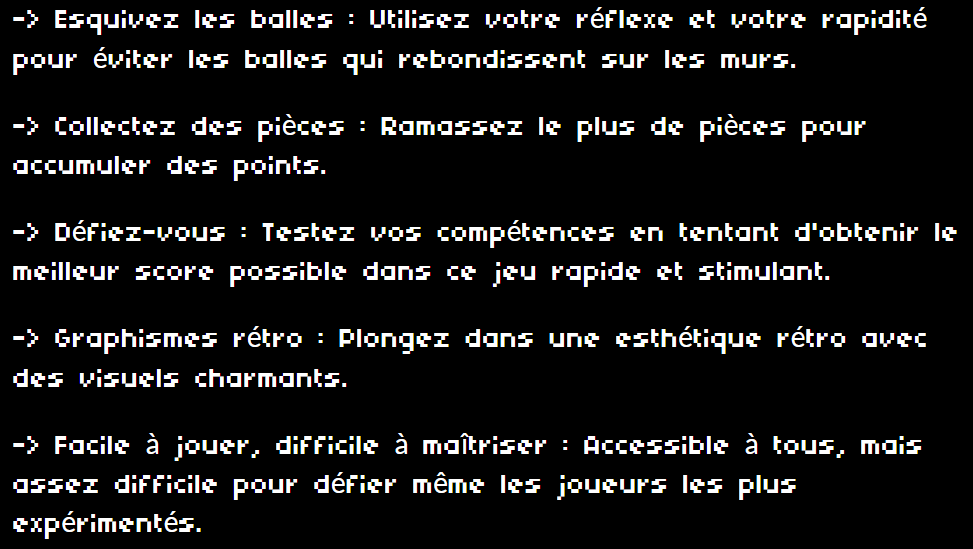 -> Esquivez les balles : Utilisez votre réflexe et votre rapidité
pour éviter les balles qui rebondissent sur les murs.
-> Collectez des pièces : Ramassez le plus de pièces pour
accumuler des points.
-> Défiez-vous : Testez vos compétences en tentant d'obtenir le
meilleur score possible dans ce jeu rapide et stimulant.
-> Graphismes rétro : Plongez dans une esthétique rétro avec
des visuels charmants.
-> Facile à jouer, difficile à maîtriser : Accessible à tous, mais
assez difficile pour défier même les joueurs les plus
expérimentés.